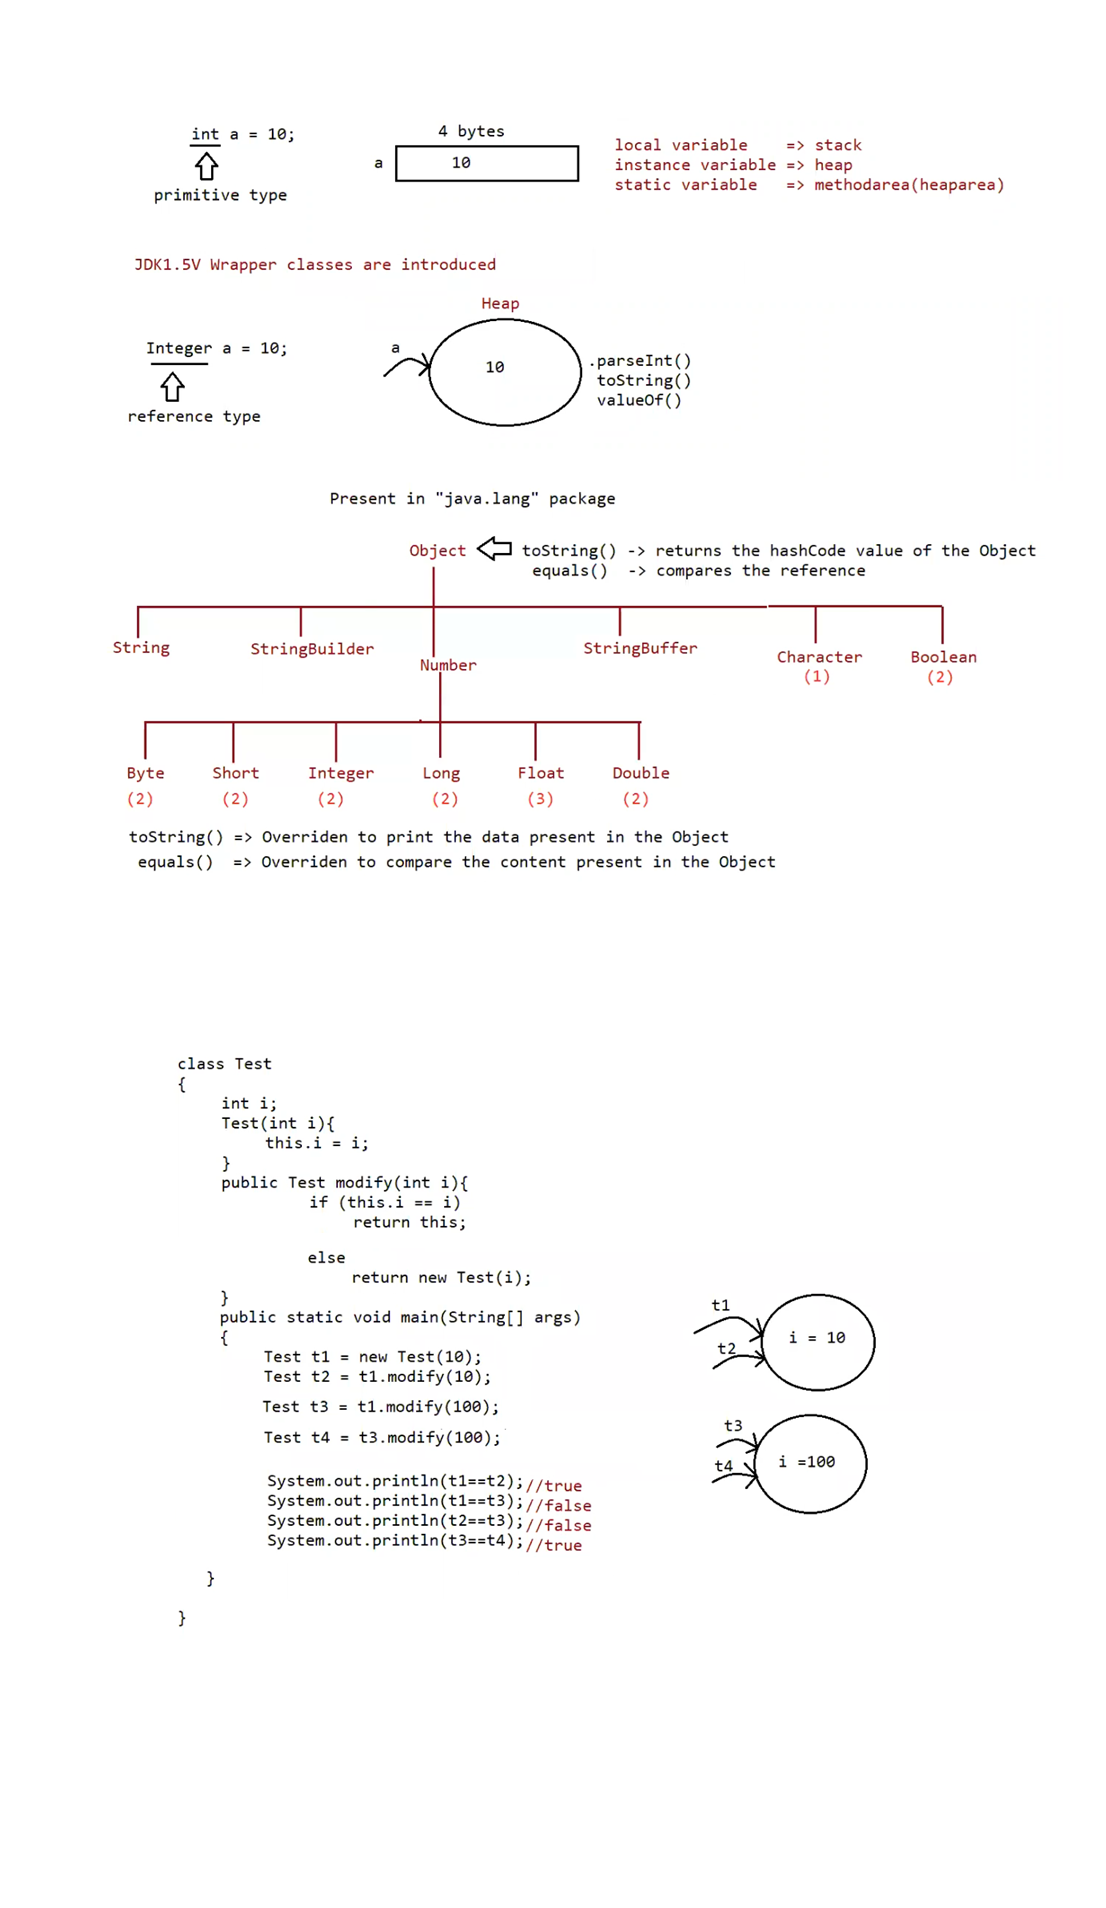 int a = 10;
primitive type
4 bytes
a 10
local variable => stack
instance variable => heap
static variable => methodarea(heaparea)
JDK1.5V Wrapper classes are introduced
Heap
Integer a = 10;
reference type
a
10
.parseInt()
toString()
valueOf()
Present in "java.lang" package
Object toString() -> returns the hashCode value of the Object
equals() -> compares the reference
String StringBuilder Number StringBuffer Character Boolean
(1) (2)
Byte Short Integer Long Float Double
(2) (2) (2) (2) (3) (2)
toString() => Overriden to print the data present in the Object
equals() => Overriden to compare the content present in the Object
class Test
{
int i;
Test(int i){
this.i = i;
}
public Test modify(int i){
if (this.i == i)
return this;
else
return new Test(i);
}
public static void main(String[] args)
{
Test t1 = new Test(10);
Test t2 = t1.modify(10);
Test t3 = t1.modify(100);
Test t4 = t3.modify(100);
System.out.println(t1==t2);//true
System.out.println(t1==t3);//false
System.out.println(t2==t3);//false
System.out.println(t3==t4);//true
}
}
t1
t2
i = 10
t3
t4
i =100